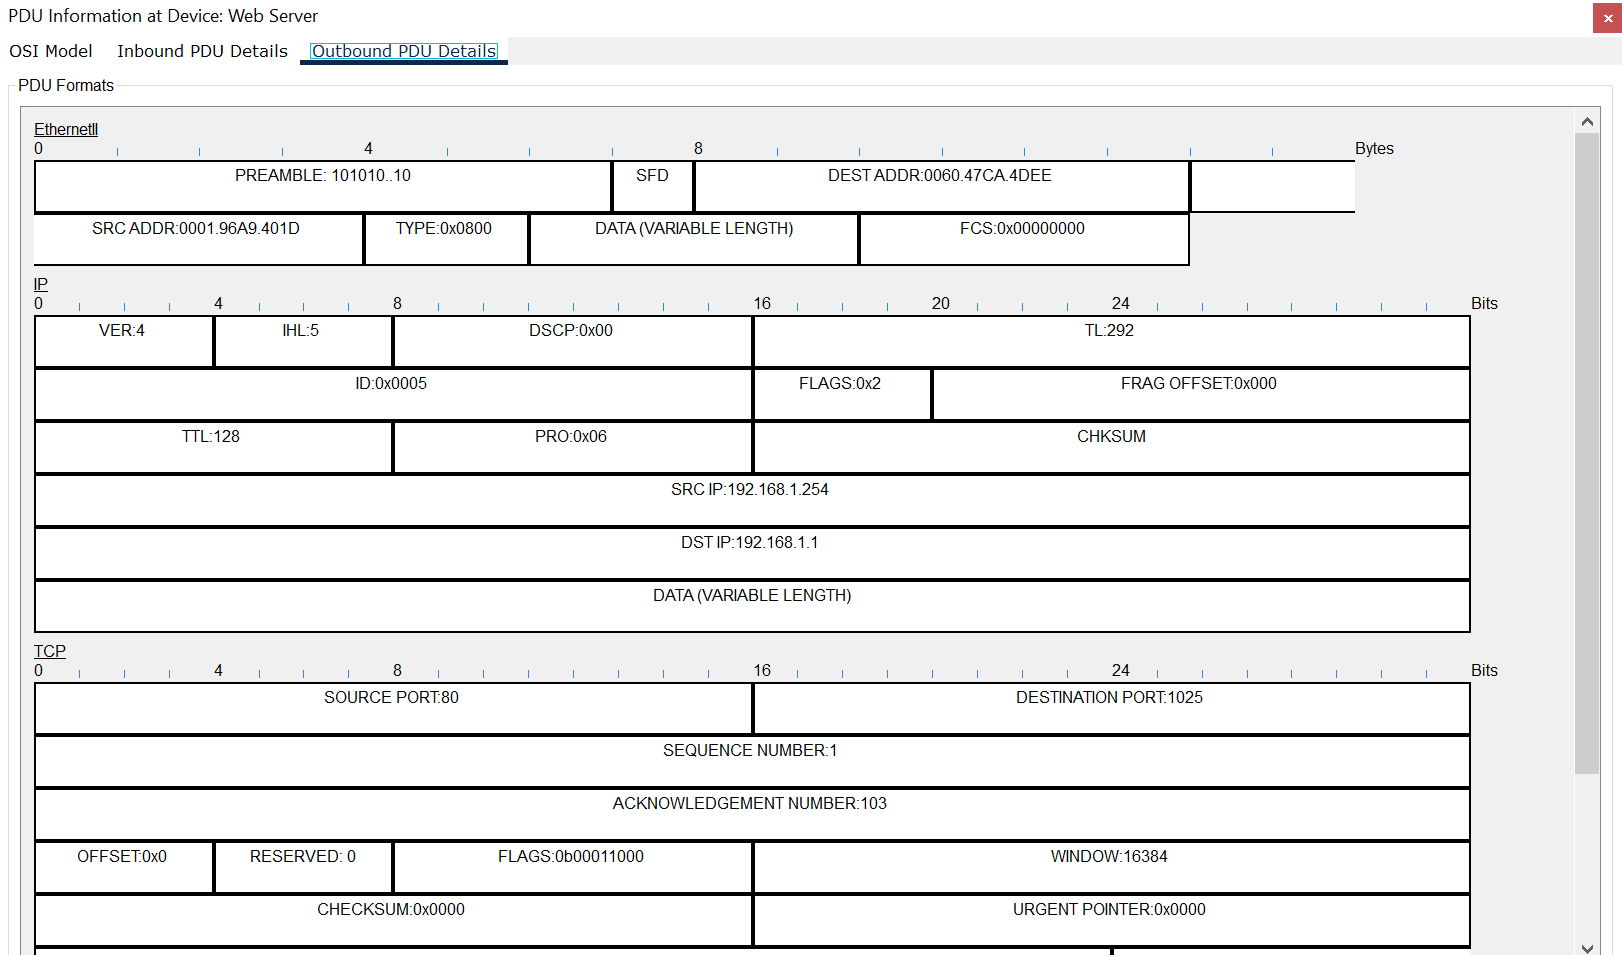 PDU Information at Device: Web Server
×
OSI Model Inbound PDU Details Outbound PDU Details
PDU Formats
EthernetII
0 4 8 Bytes
PREAMBLE: 101010..10 SFD DEST ADDR:0060.47CA.4DEE
SRC ADDR:0001.96A9.401D TYPE:0x0800 DATA (VARIABLE LENGTH) FCS:0x00000000
IP
0 4 8 16 20 24 Bits
VER:4 IHL:5 DSCP:0x00 TL:292
ID:0x0005 FLAGS:0x2 FRAG OFFSET:0x000
TTL:128 PRO:0x06 CHKSUM
SRC IP:192.168.1.254
DST IP:192.168.1.1
DATA (VARIABLE LENGTH)
TCP
0 4 8 16 24 Bits
SOURCE PORT:80 DESTINATION PORT:1025
SEQUENCE NUMBER:1
ACKNOWLEDGEMENT NUMBER:103
OFFSET:0x0 RESERVED: 0 FLAGS:0b00011000 WINDOW:16384
CHECKSUM:0x0000 URGENT POINTER:0x0000